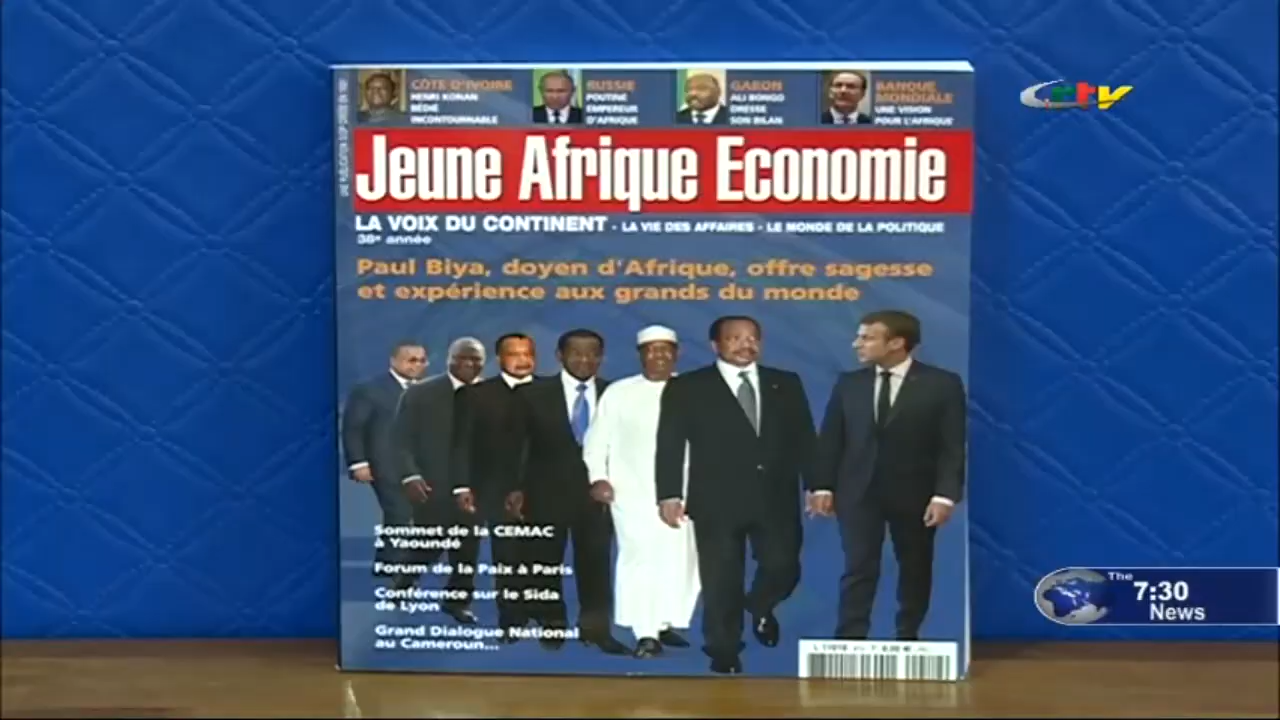 CÔTE D'IVOIRE
HENRI KONAN
BÉDIÉ
INCONTOURNABLE
RUSSIE
POUTINE
EMPEREUR
D'AFRIQUE
GABON
ALI BONGO
DRESSE
SON BILAN
BANQUE
MONDIALE
UNE VISION
POUR L'AFRIQUE
crtv
Jeune Afrique Economie
LA VOIX DU CONTINENT - LA VIE DES AFFAIRES - LE MONDE DE LA POLITIQUE
38e année
Paul Biya, doyen d'Afrique, offre sagesse
et expérience aux grands du monde
Sommet de la CEMAC
à Yaoundé
Forum de la Paix à Paris
Conférence sur le Sida
de Lyon
Grand Dialogue National
au Cameroun...
The
7:30
News